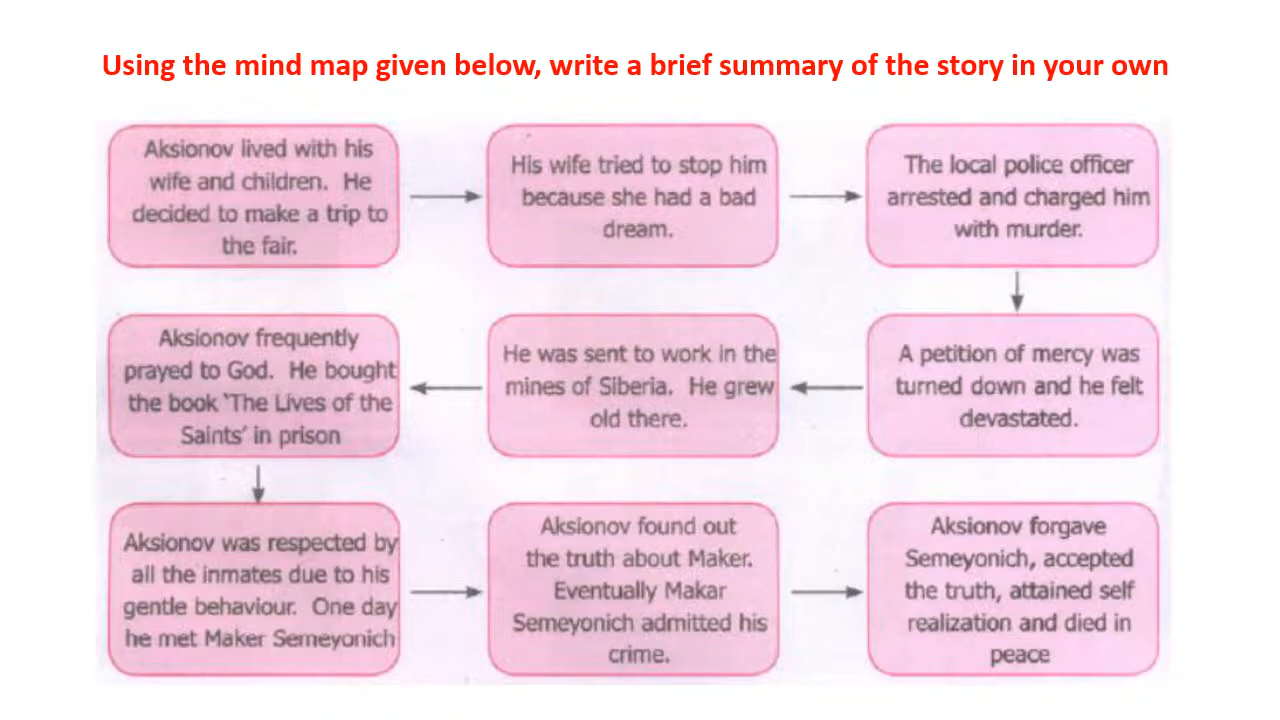 Using the mind map given below, write a brief summary of the story in your own
Aksionov lived with his
wife and children. He
decided to make a trip to
the fair.
His wife tried to stop him
because she had a bad
dream.
The local police officer
arrested and charged him
with murder.
A petition of mercy was
turned down and he felt
devastated.
He was sent to work in the
mines of Siberia. He grew
old there.
Aksionov frequently
prayed to God. He bought
the book 'The Lives of the
Saints' in prison
Aksionov was respected by
all the inmates due to his
gentle behaviour. One day
he met Maker Semeyonich
Aksionov found out
the truth about Maker.
Eventually Makar
Semeyonich admitted his
crime.
Aksionov forgave
Semeyonich, accepted
the truth, attained self
realization and died in
peace